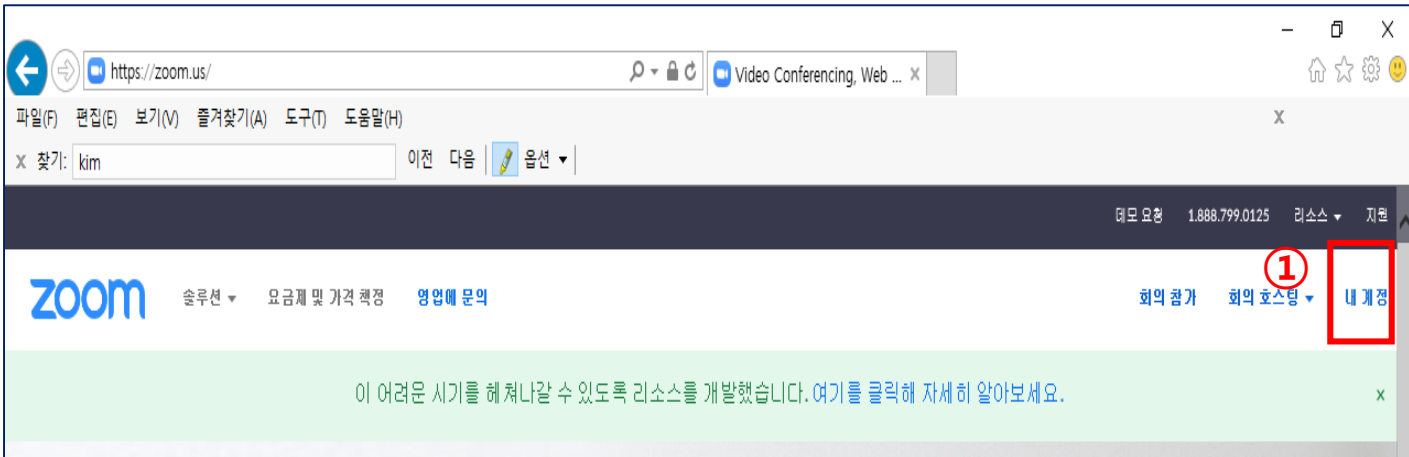 https://zoom.us/
Video Conferencing, Web ... ×
파일(F) 편집(E) 보기(V) 즐겨찾기(A) 도구(T) 도움말(H) x
x 찾기: kim 이전 다음 옵션 ▼
데모 요청 1.888.799.0125 리소스 ▼ 지원
①
zoom 솔루션 ▼ 요금제 및 가격 책정 영업에 문의 회의 참가 회의 호스팅 ▼ 내 계정
이 어려운 시기를 헤쳐나갈 수 있도록 리소스를 개발했습니다. 여기를 클릭해 자세히 알아보세요. x